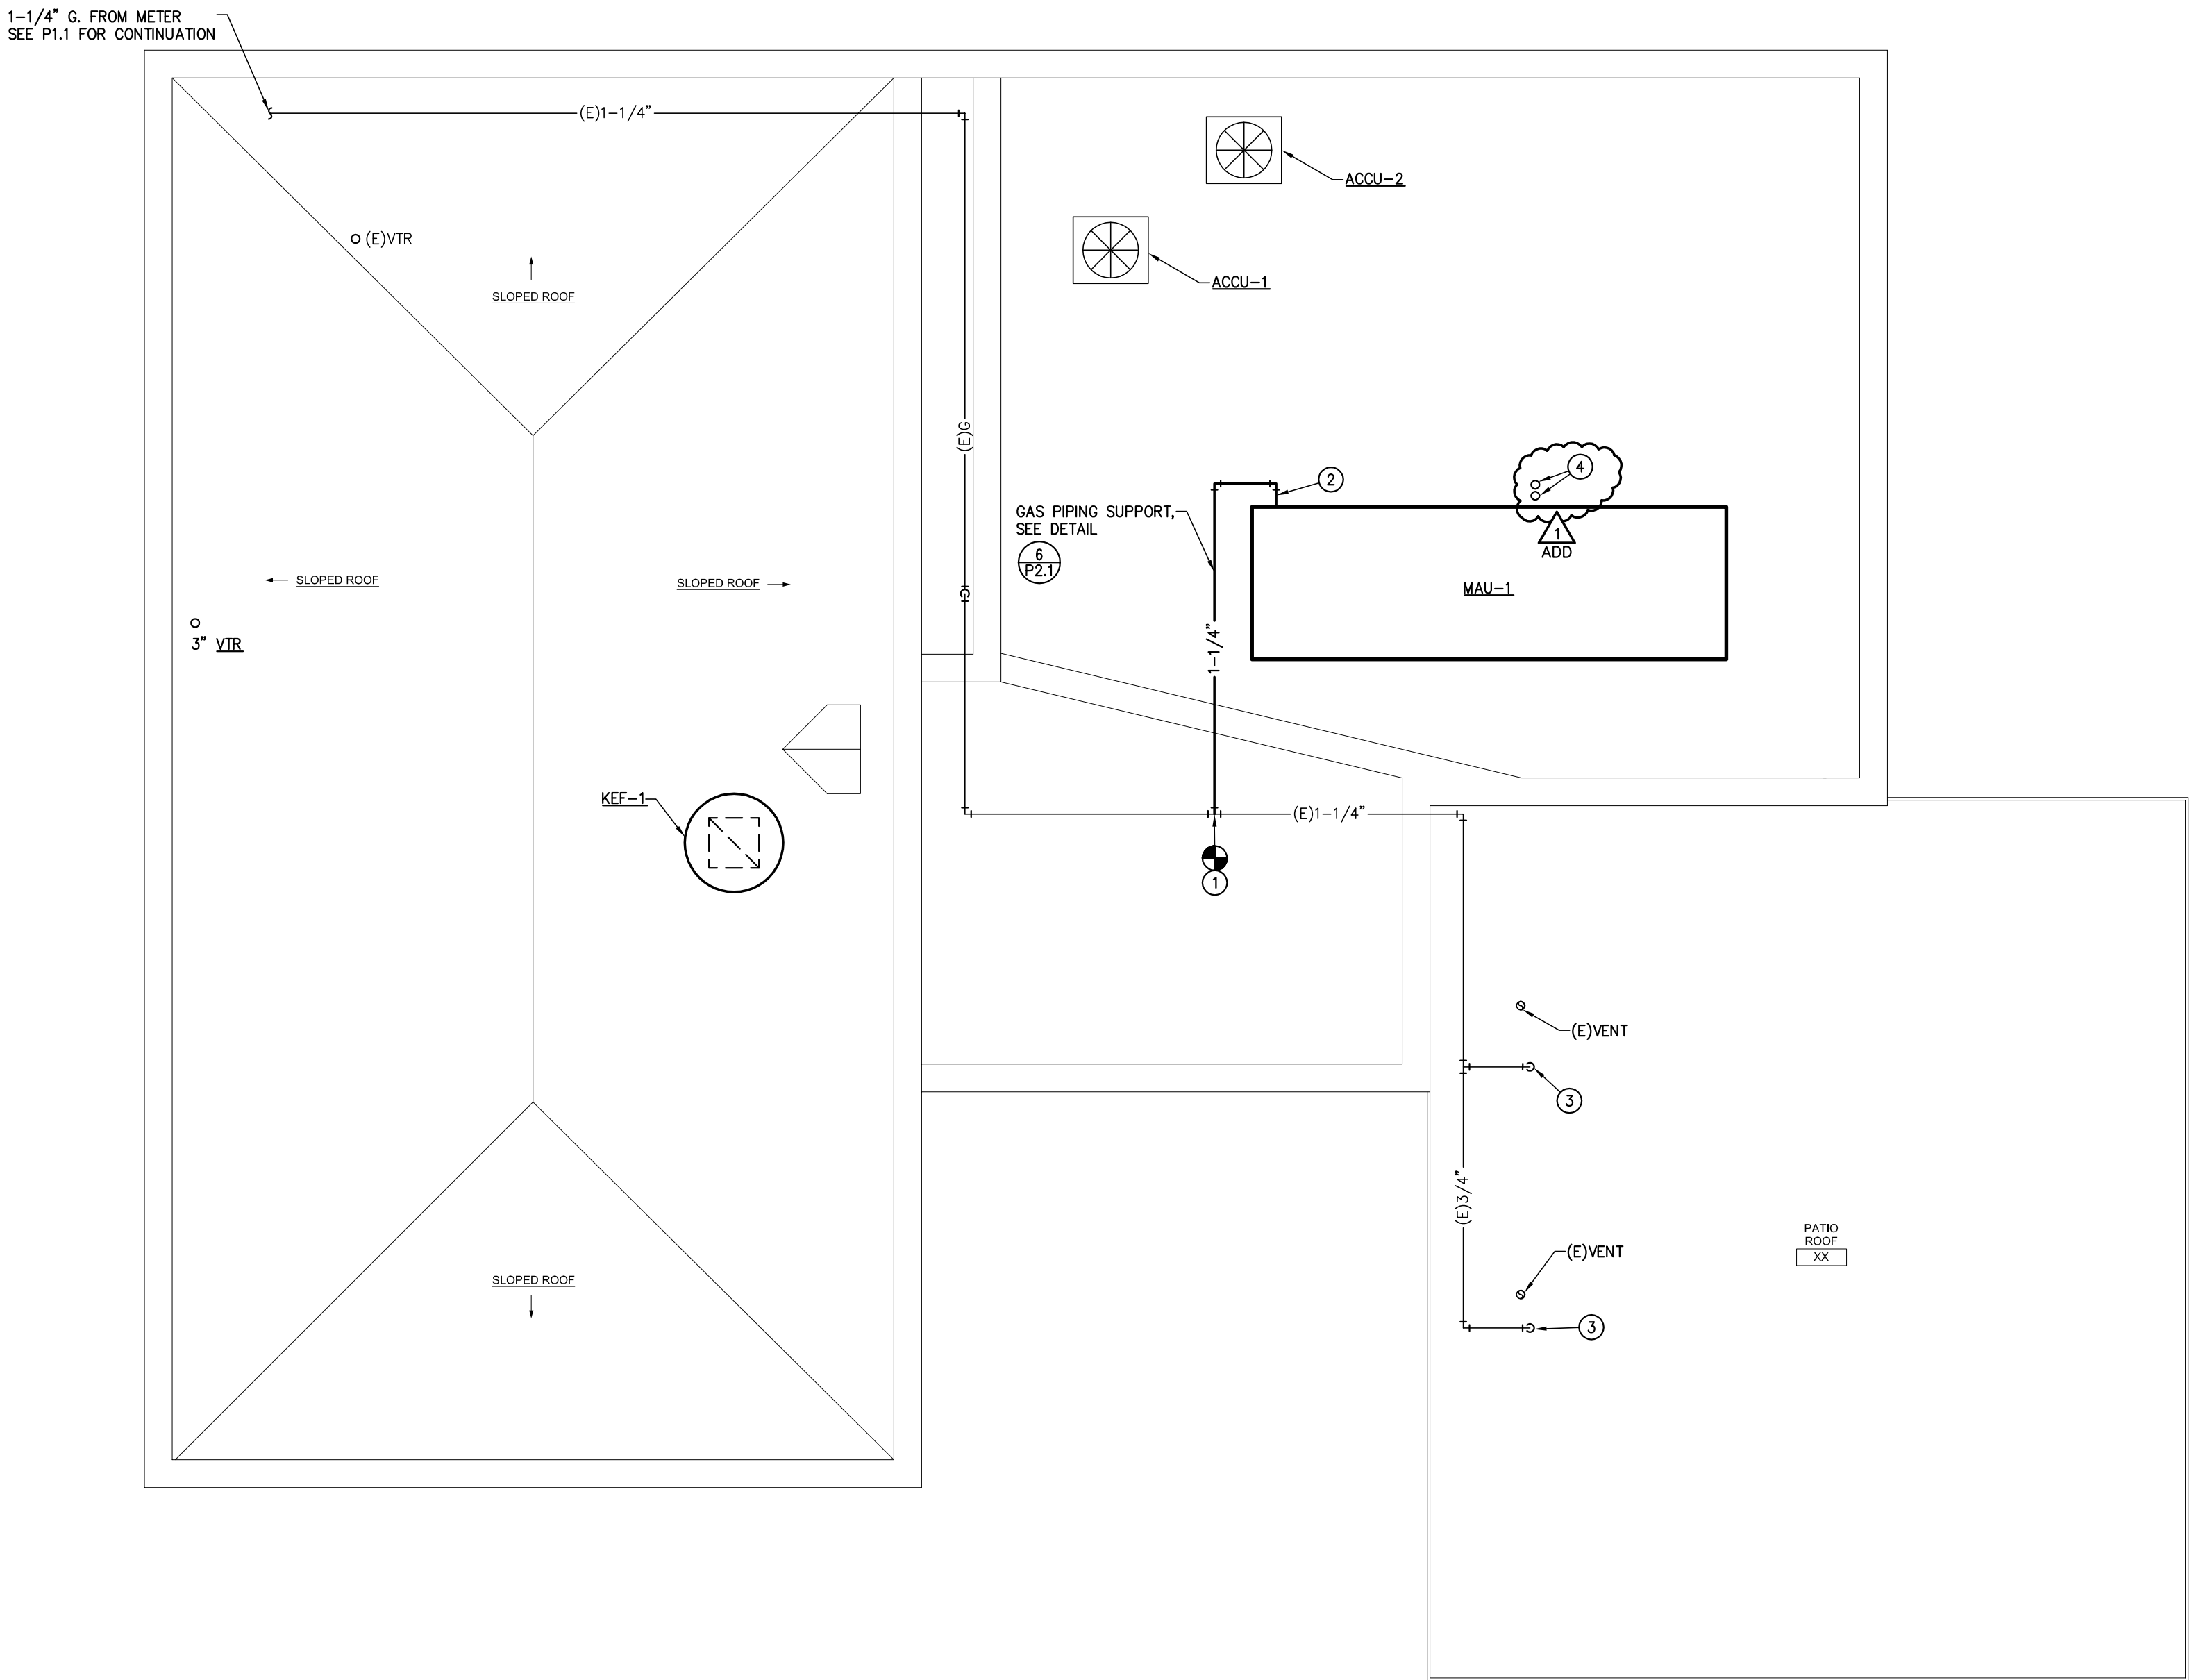 1-1/4" G. FROM METER
SEE P1.1 FOR CONTINUATION
(E)1-1/4"
ACCU-2
(E)VTR
ACCU-1
SLOPED ROOF
(E)G
4
2
GAS PIPING SUPPORT,
SEE DETAIL
6
P2.1
1
ADD
SLOPED ROOF
SLOPED ROOF
MAU-1
3" VTR
1-1/4"
KEF-1
(E)1-1/4"
1
(E)VENT
3
(E)3/4"
PATIO
ROOF
XX
(E)VENT
SLOPED ROOF
3